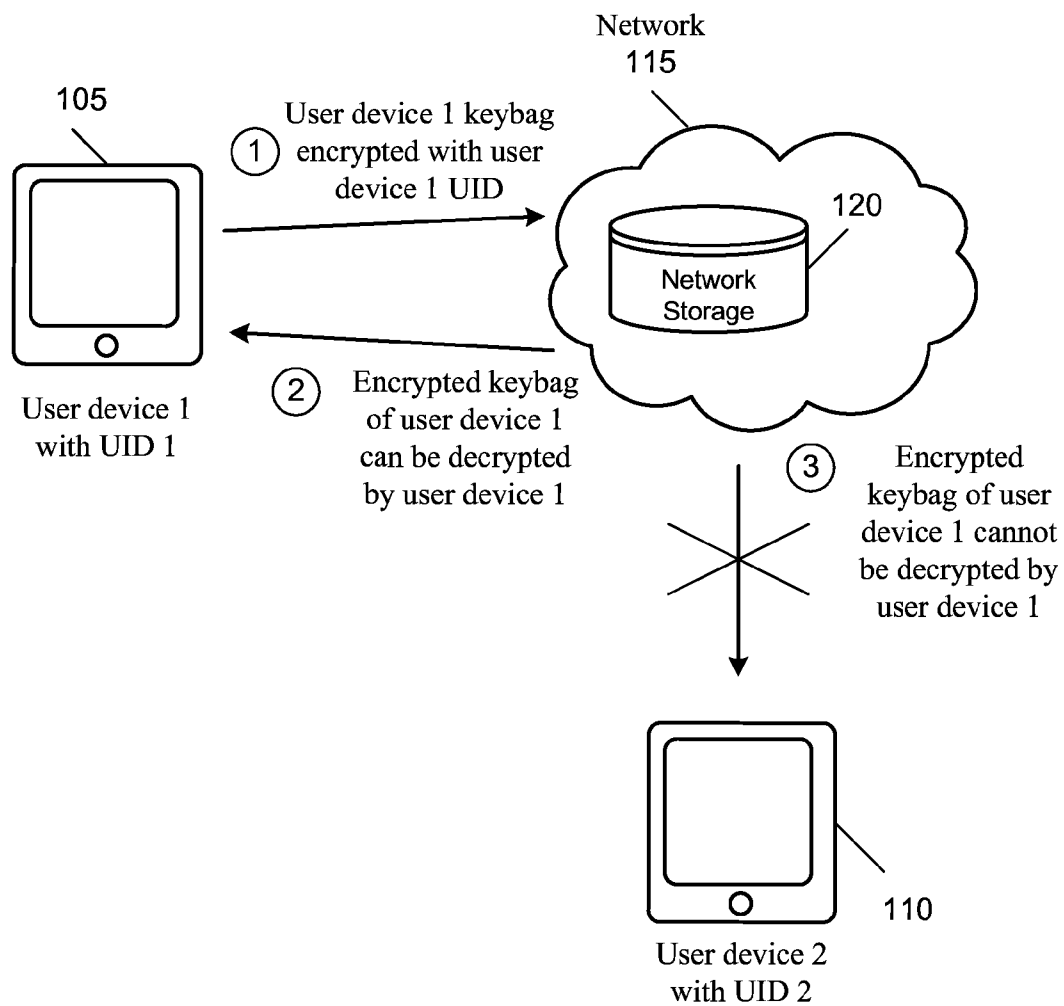 Network
115
105
1
User device 1 keybag
encrypted with user
device 1 UID
120
Network
Storage
User device 1
with UID 1
2
Encrypted keybag
of user device 1
can be decrypted
by user device 1
3
Encrypted
keybag of user
device 1 cannot
be decrypted by
user device 1
110
User device 2
with UID 2